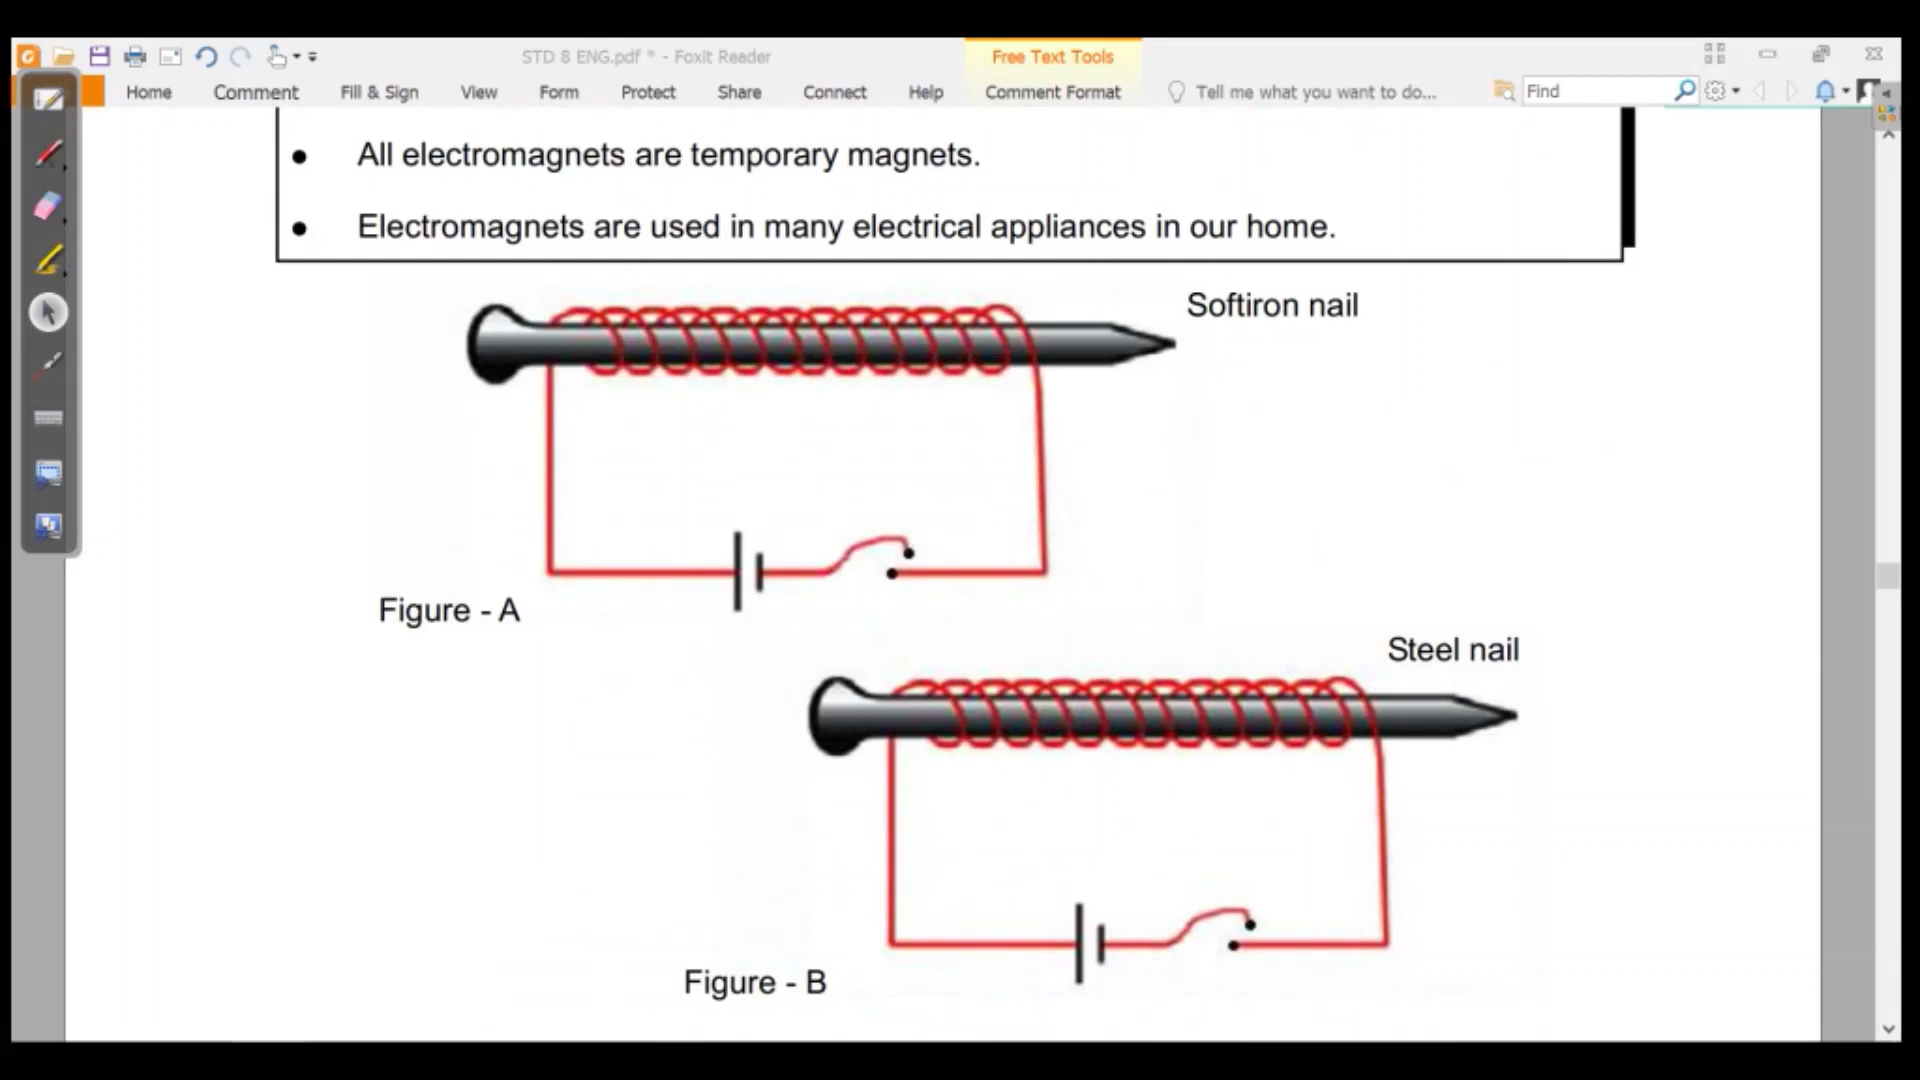 STD 8 ENG.pdf * - Foxit Reader
Free Text Tools
Home Comment Fill & Sign View Form Protect Share Connect Help Comment Format Tell me what you want to do... Find
● All electromagnets are temporary magnets.
● Electromagnets are used in many electrical appliances in our home.
Softiron nail
Figure - A
Steel nail
Figure - B